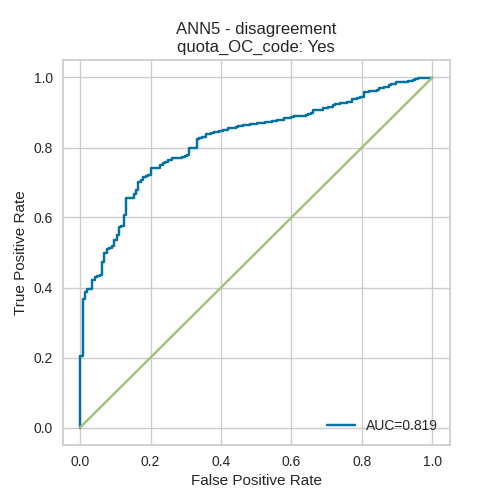 ANN5 - disagreement
quota_OC_code: Yes
1.0
0.8
0.6
0.4
0.2
0.0
True Positive Rate
AUC=0.819
0.0 0.2 0.4 0.6 0.8 1.0
False Positive Rate